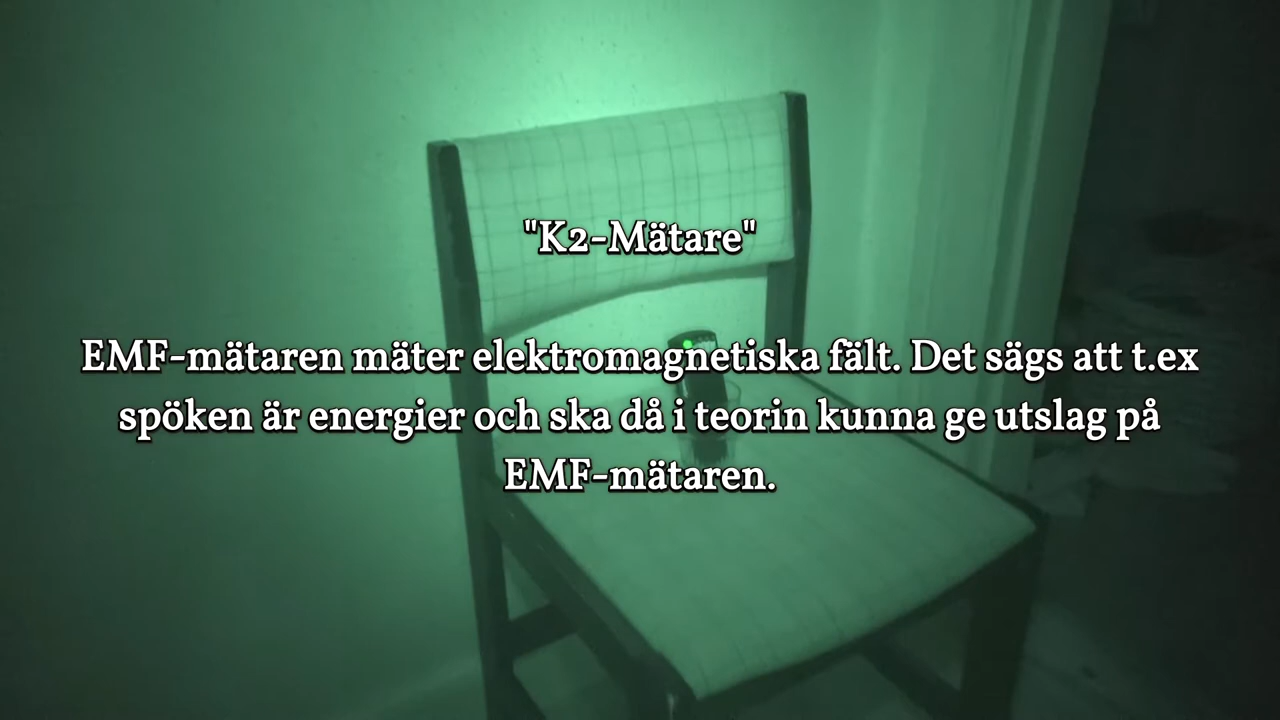 "K2-Mätare"
EMF-mätaren mäter elektromagnetiska fält. Det sägs att t.ex
spöken är energier och ska då i teorin kunna ge utslag på
EMF-mätaren.